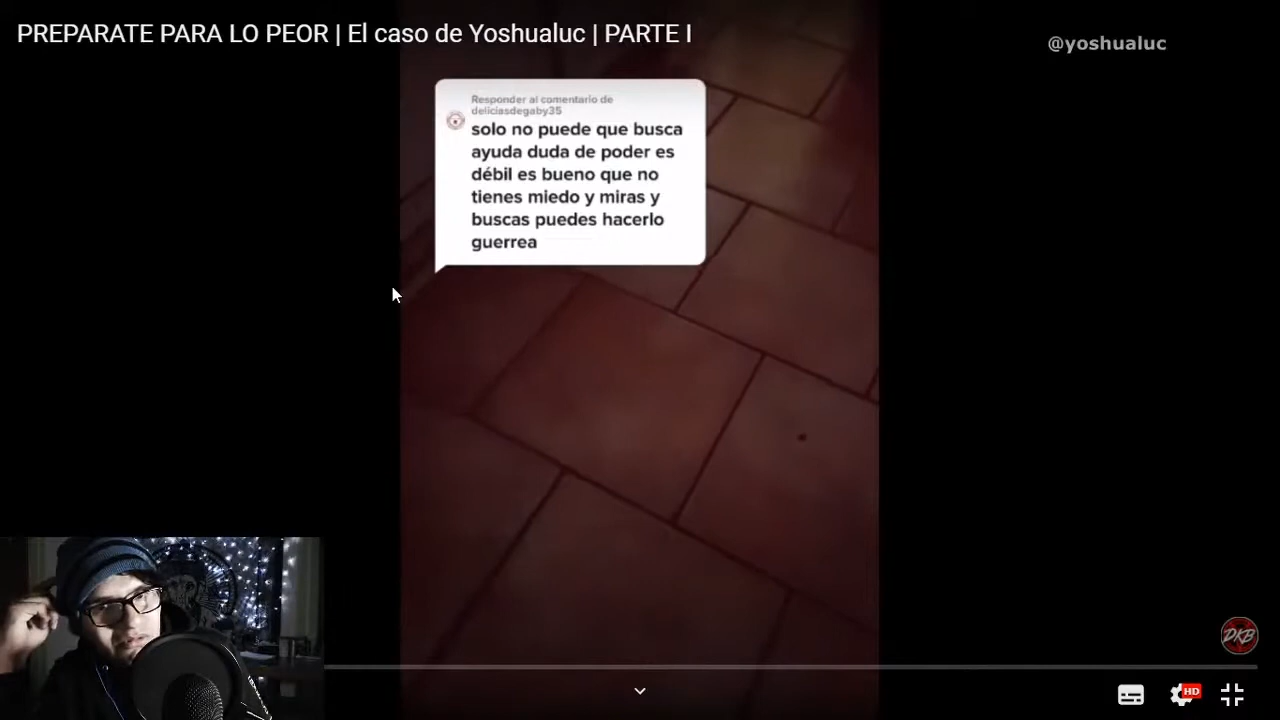 PREPARATE PARA LO PEOR | El caso de Yoshualuc | PARTE I
@yoshualuc
Responder al comentario de
deliciasdegaby35
solo no puede que busca
ayuda duda de poder es
débil es bueno que no
tienes miedo y miras y
buscas puedes hacerlo
guerrea
DKB
HD